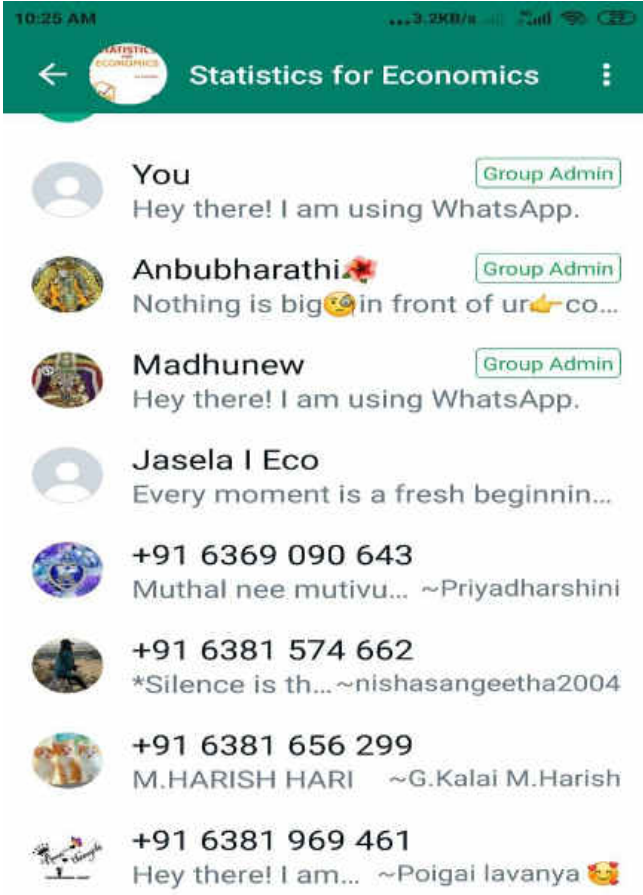 10:25 AM ...3.2KB/s
STATISTICS
FOR
ECONOMICS
Statistics for Economics
You Group Admin
Hey there! I am using WhatsApp.
Anbubharathi🌺 Group Admin
Nothing is big🧐in front of ur👉co...
Madhunew Group Admin
Hey there! I am using WhatsApp.
Jasela I Eco
Every moment is a fresh beginnin...
+91 6369 090 643
Muthal nee mutivu... ~Priyadharshini
+91 6381 574 662
*Silence is th...~nishasangeetha2004
+91 6381 656 299
M.HARISH HARI ~G.Kalai M.Harish
+91 6381 969 461
Hey there! I am... ~Poigai lavanya 🥰